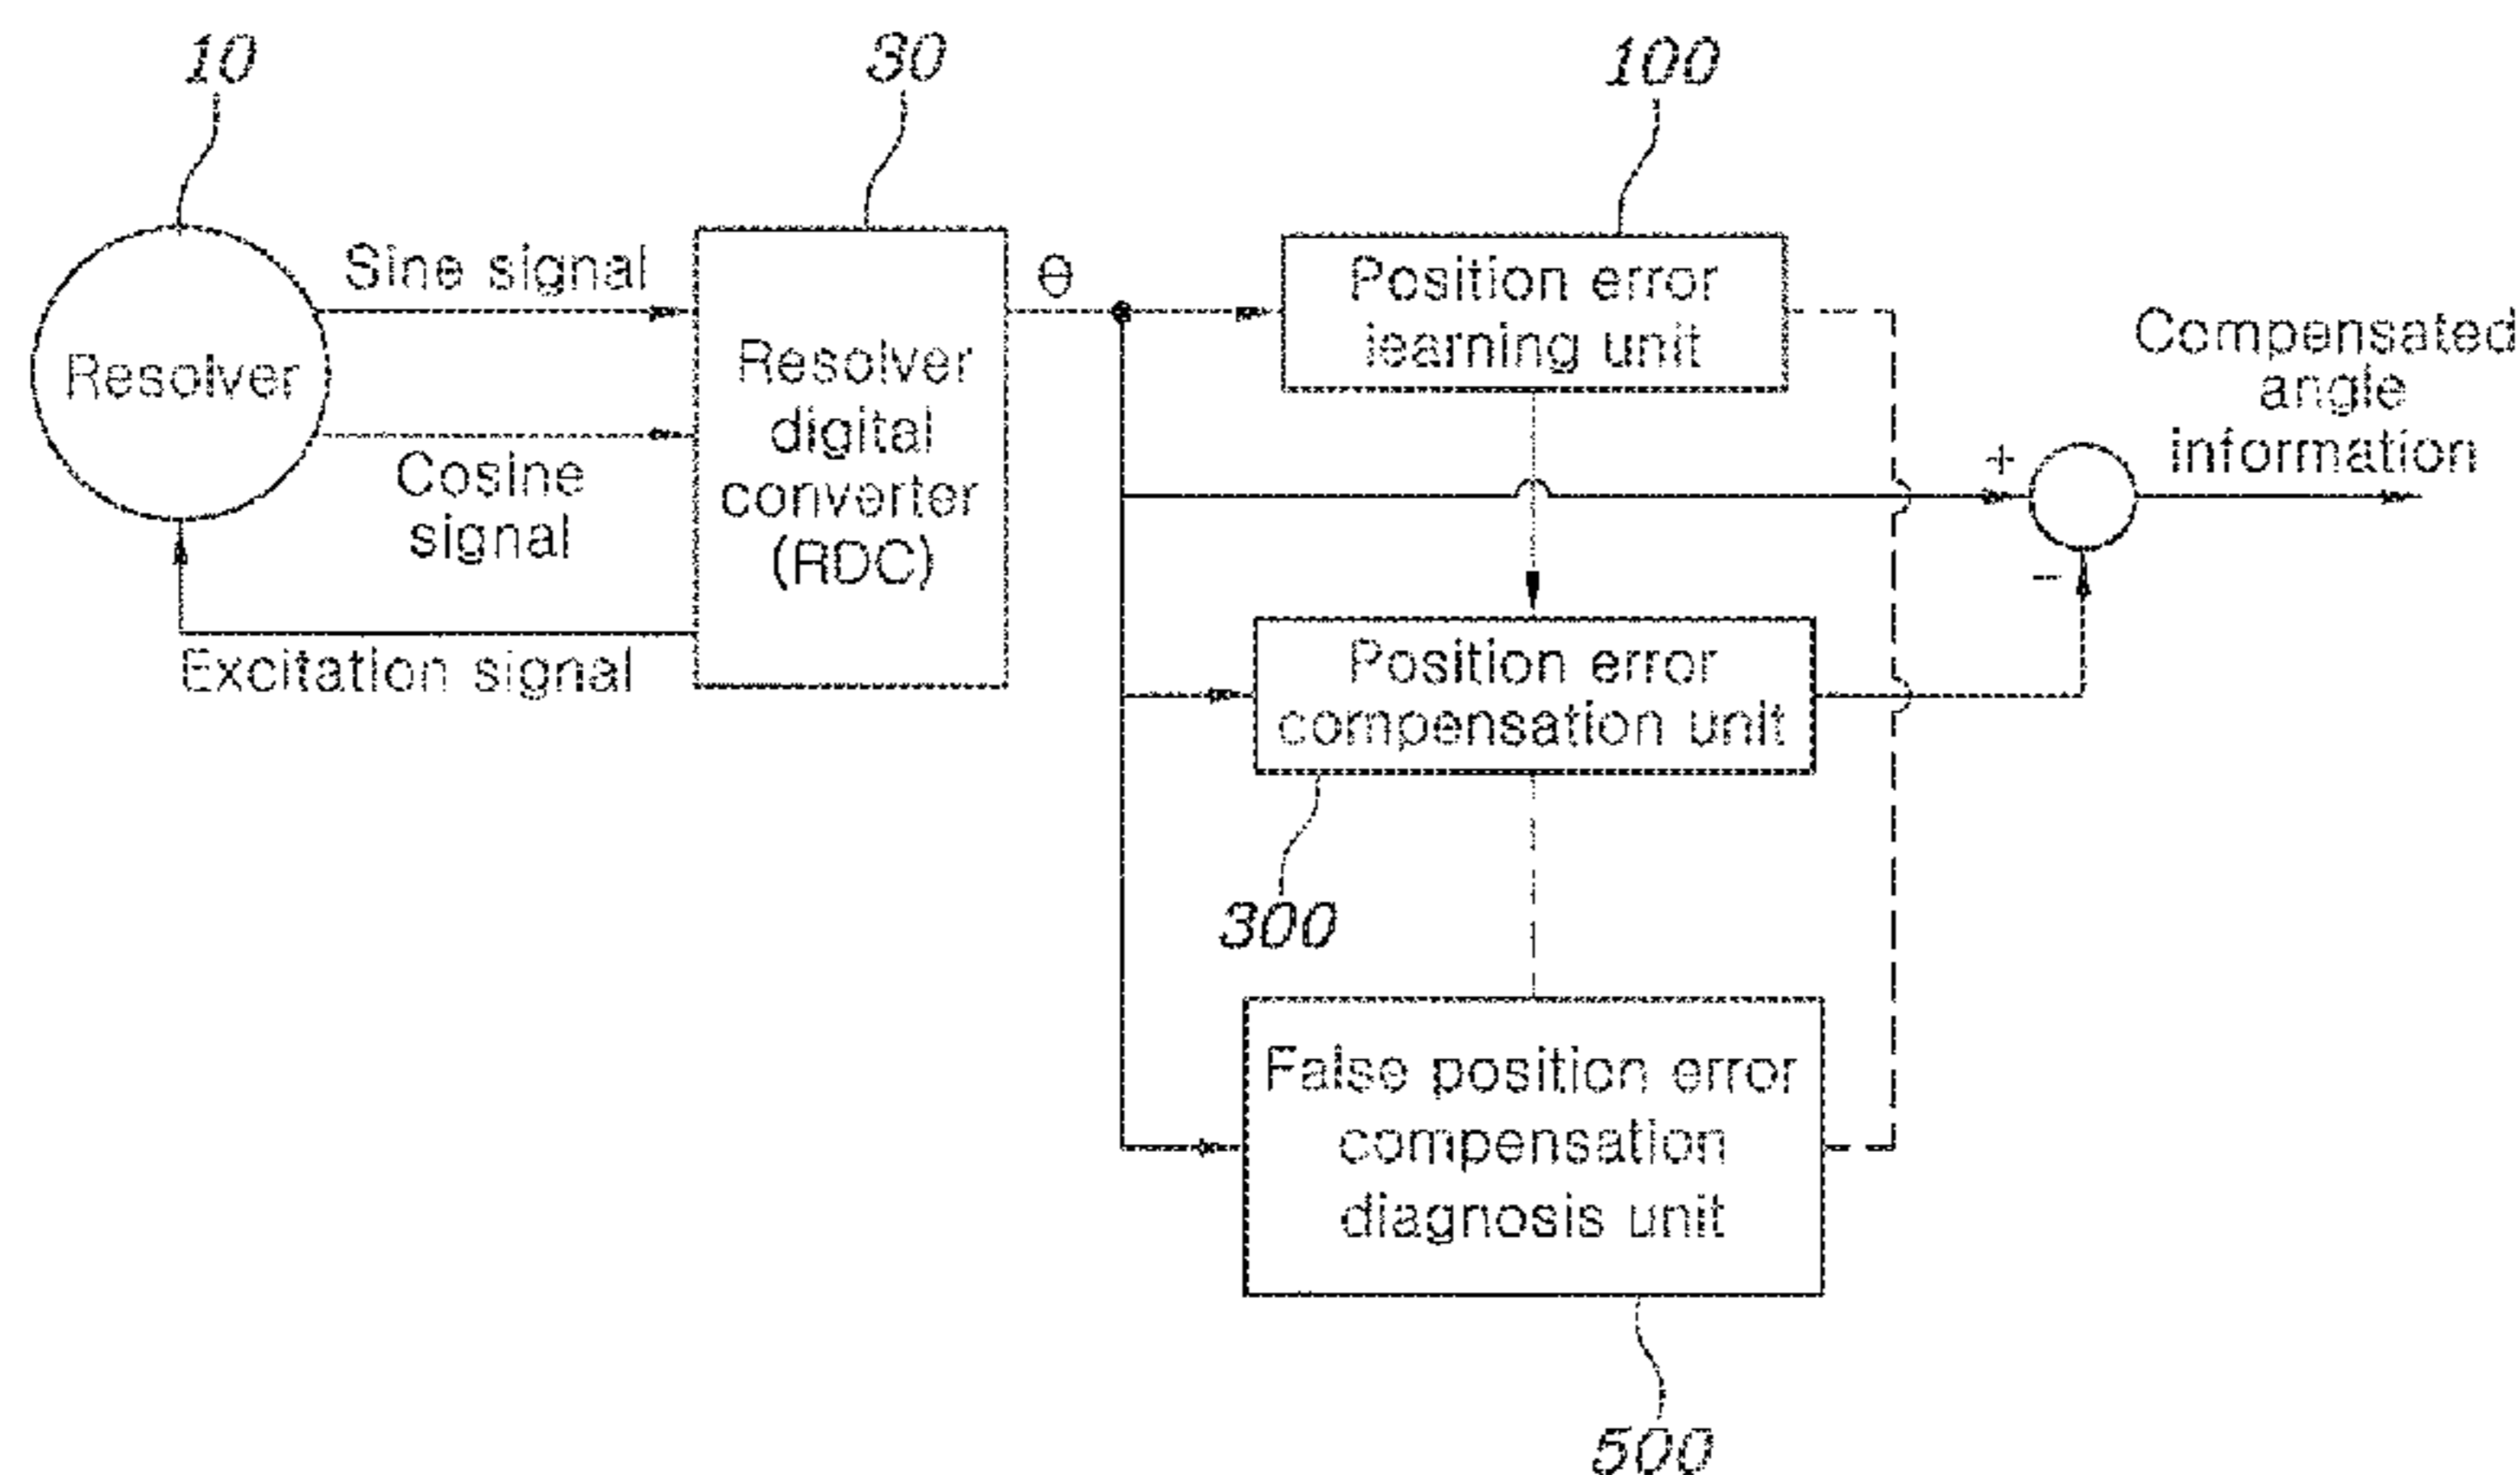 10
30
100
Sine signal
Resolver
Cosine
signal
Excitation signal
Resolver
digital
converter
(RDC)
θ
Position error
learning unit
Compensated
angle
information
+
−
Position error
compensation unit
300
False position error
compensation
diagnosis unit
500